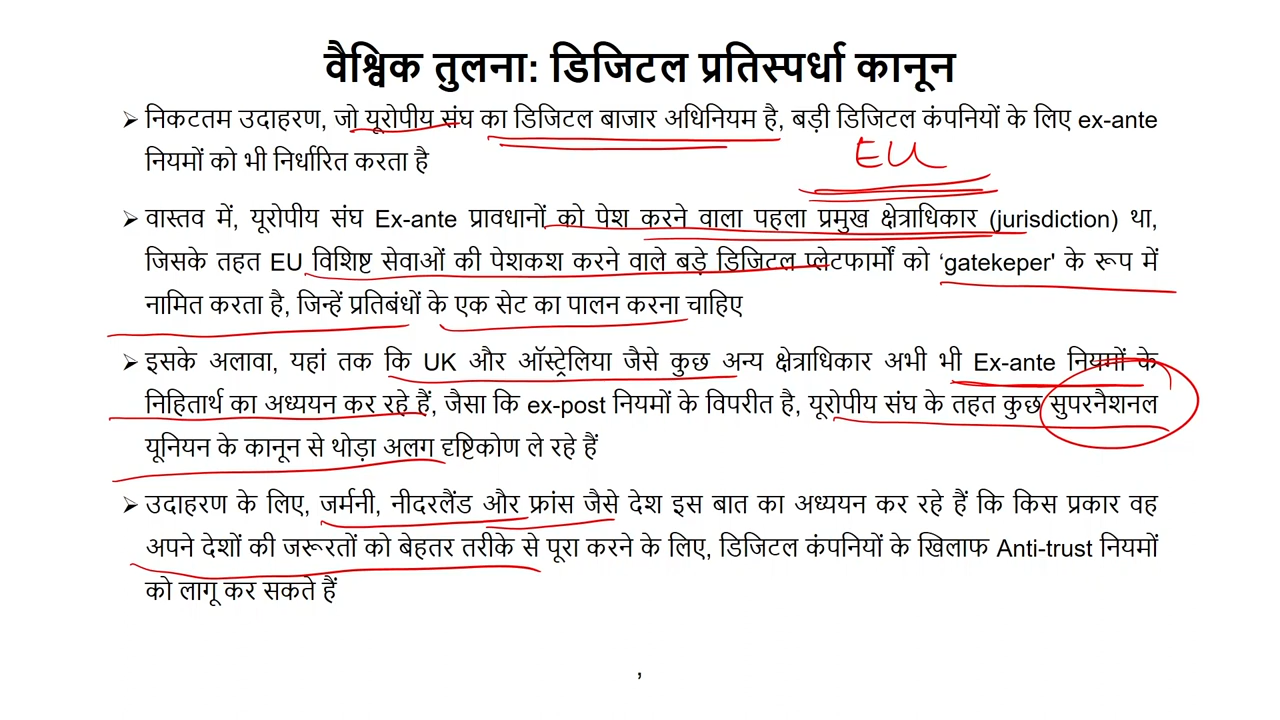 वैश्विक तुलना: डिजिटल प्रतिस्पर्धा कानून
➢ निकटतम उदाहरण, जो यूरोपीय संघ का डिजिटल बाजार अधिनियम है, बड़ी डिजिटल कंपनियों के लिए ex-ante
नियमों को भी निर्धारित करता है
EU
➢ वास्तव में, यूरोपीय संघ Ex-ante प्रावधानों को पेश करने वाला पहला प्रमुख क्षेत्राधिकार (jurisdiction) था,
जिसके तहत EU विशिष्ट सेवाओं की पेशकश करने वाले बड़े डिजिटल प्लेटफार्मों को ‘gatekeper' के रूप में
नामित करता है, जिन्हें प्रतिबंधों के एक सेट का पालन करना चाहिए
➢ इसके अलावा, यहां तक कि UK और ऑस्ट्रेलिया जैसे कुछ अन्य क्षेत्राधिकार अभी भी Ex-ante नियमों के
निहितार्थ का अध्ययन कर रहे हैं, जैसा कि ex-post नियमों के विपरीत है, यूरोपीय संघ के तहत कुछ सुपरनैशनल
यूनियन के कानून से थोड़ा अलग दृष्टिकोण ले रहे हैं
➢ उदाहरण के लिए, जर्मनी, नीदरलैंड और फ्रांस जैसे देश इस बात का अध्ययन कर रहे हैं कि किस प्रकार वह
अपने देशों की जरूरतों को बेहतर तरीके से पूरा करने के लिए, डिजिटल कंपनियों के खिलाफ Anti-trust नियमों
को लागू कर सकते हैं
,